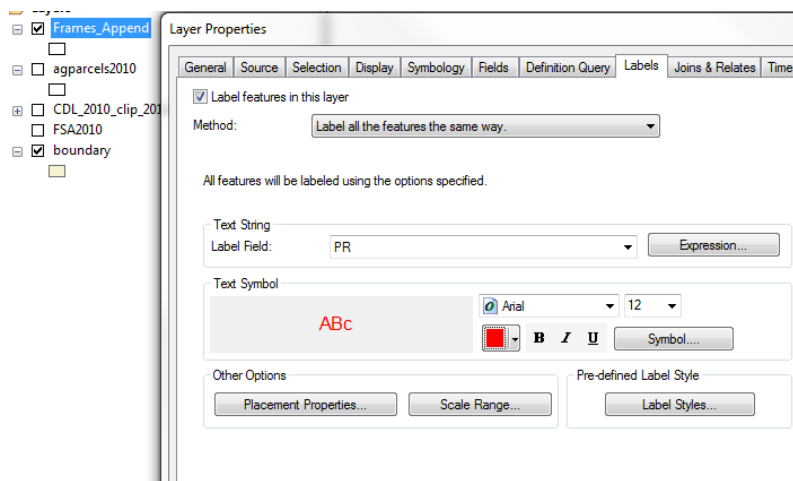 Layers
Frames_Append
agparcels2010
CDL_2010_clip_201
FSA2010
boundary
Layer Properties
General Source Selection Display Symbology Fields Definition Query Labels Joins & Relates Time
Label features in this layer
Method: Label all the features the same way.
All features will be labeled using the options specified.
Text String
Label Field: PR Expression...
Text Symbol
ABc
O Arial 12
B I U Symbol....
Other Options
Placement Properties... Scale Range...
Pre-defined Label Style
Label Styles...